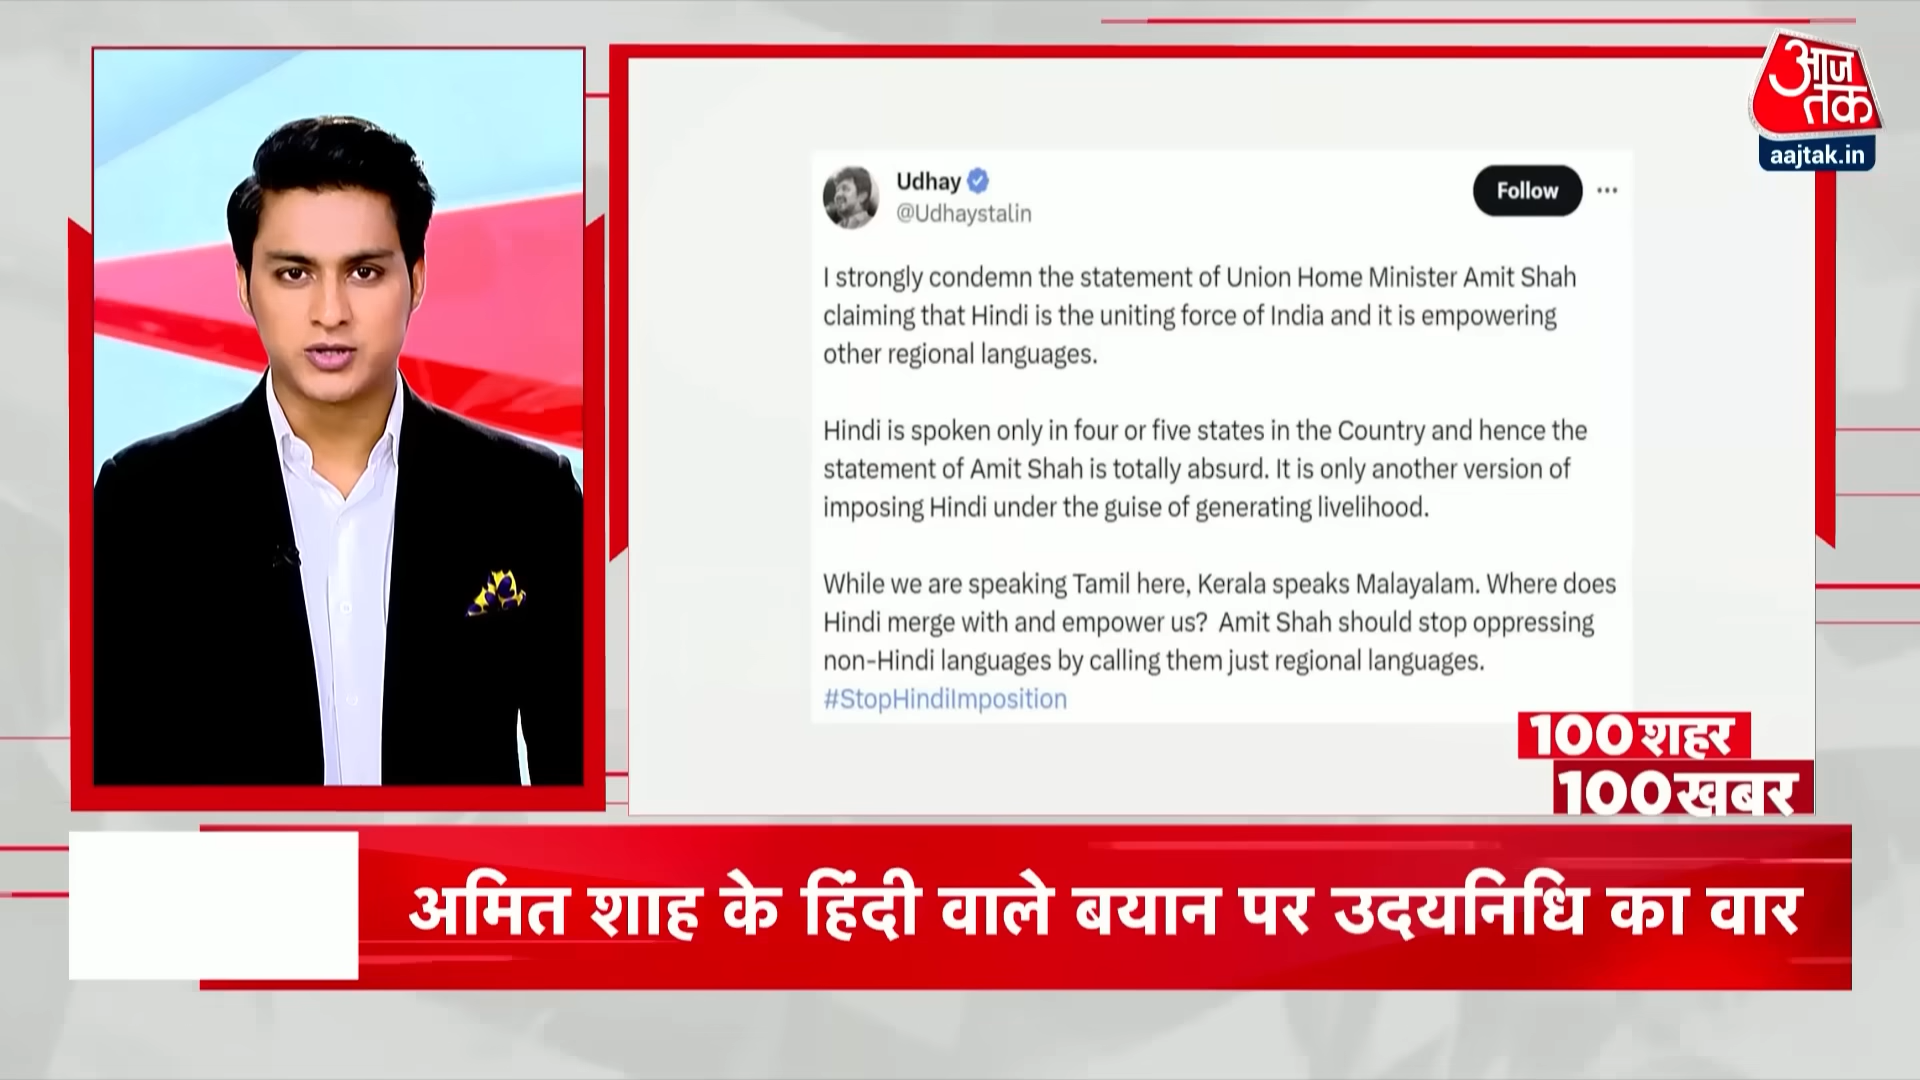 आज
तक
aajtak.in
Udhay
@Udhaystalin
Follow
I strongly condemn the statement of Union Home Minister Amit Shah
claiming that Hindi is the uniting force of India and it is empowering
other regional languages.
Hindi is spoken only in four or five states in the Country and hence the
statement of Amit Shah is totally absurd. It is only another version of
imposing Hindi under the guise of generating livelihood.
While we are speaking Tamil here, Kerala speaks Malayalam. Where does
Hindi merge with and empower us? Amit Shah should stop oppressing
non-Hindi languages by calling them just regional languages.
#StopHindiImposition
100 शहर
100 खबर
अमित शाह के हिंदी वाले बयान पर उदयनिधि का वार